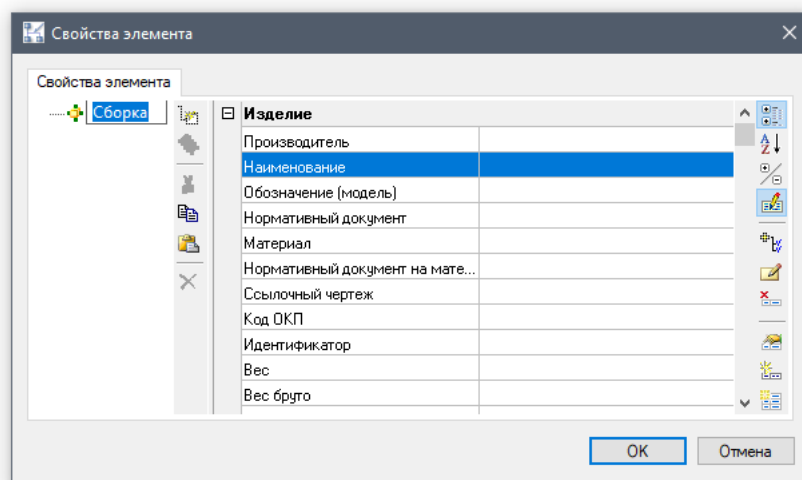 Свойства элемента
Свойства элемента
Сборка
Изделие
Производитель
Наименование
Обозначение (модель)
Нормативный документ
Материал
Нормативный документ на мате...
Ссылочный чертеж
Код ОКП
Идентификатор
Вес
Вес бруто
OK
Отмена